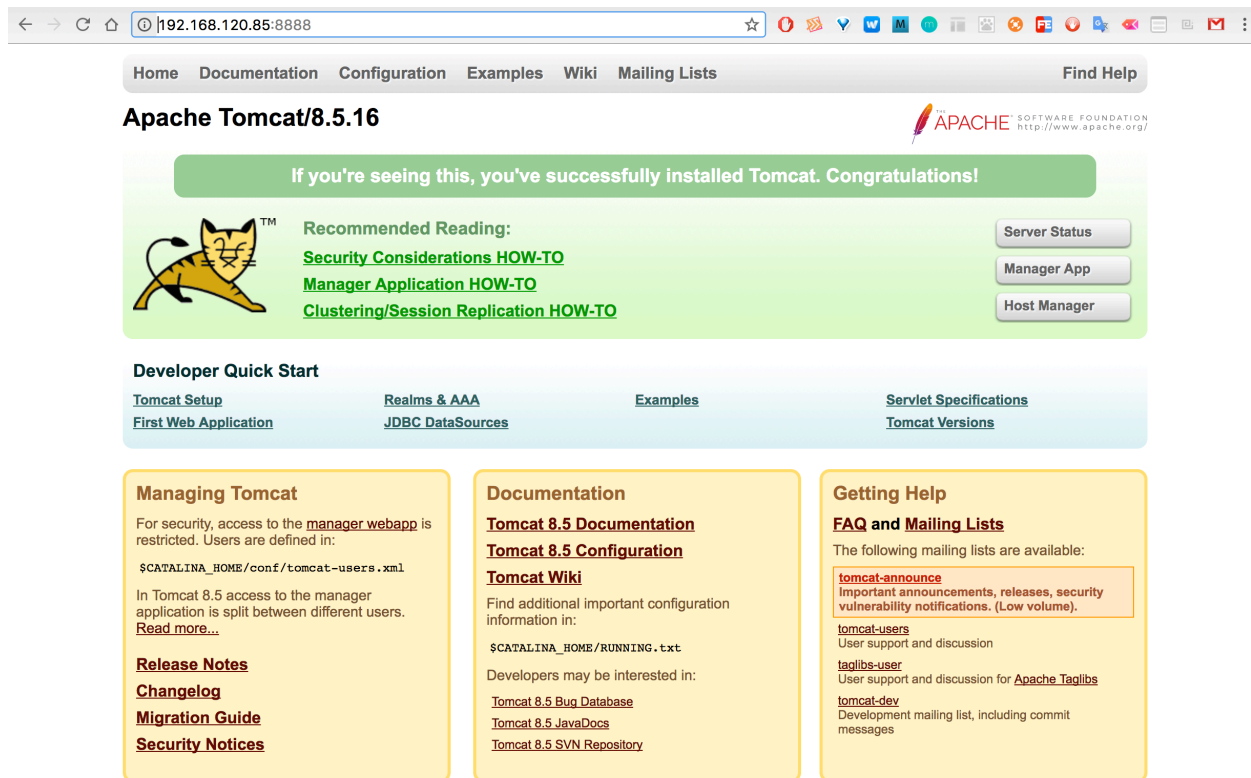 192.168.120.85:8888
Home Documentation Configuration Examples Wiki Mailing Lists Find Help
Apache Tomcat/8.5.16
THE APACHE SOFTWARE FOUNDATION
http://www.apache.org/
If you're seeing this, you've successfully installed Tomcat. Congratulations!
TM
Recommended Reading:
Security Considerations HOW-TO
Manager Application HOW-TO
Clustering/Session Replication HOW-TO
Server Status
Manager App
Host Manager
Developer Quick Start
Tomcat Setup
First Web Application
Realms & AAA
JDBC DataSources
Examples
Servlet Specifications
Tomcat Versions
Managing Tomcat
For security, access to the manager webapp is
restricted. Users are defined in:
$CATALINA_HOME/conf/tomcat-users.xml
In Tomcat 8.5 access to the manager
application is split between different users.
Read more...
Release Notes
Changelog
Migration Guide
Security Notices
Documentation
Tomcat 8.5 Documentation
Tomcat 8.5 Configuration
Tomcat Wiki
Find additional important configuration
information in:
$CATALINA_HOME/RUNNING.txt
Developers may be interested in:
Tomcat 8.5 Bug Database
Tomcat 8.5 JavaDocs
Tomcat 8.5 SVN Repository
Getting Help
FAQ and Mailing Lists
The following mailing lists are available:
tomcat-announce
Important announcements, releases, security
vulnerability notifications. (Low volume).
tomcat-users
User support and discussion
taglibs-user
User support and discussion for Apache Taglibs
tomcat-dev
Development mailing list, including commit
messages